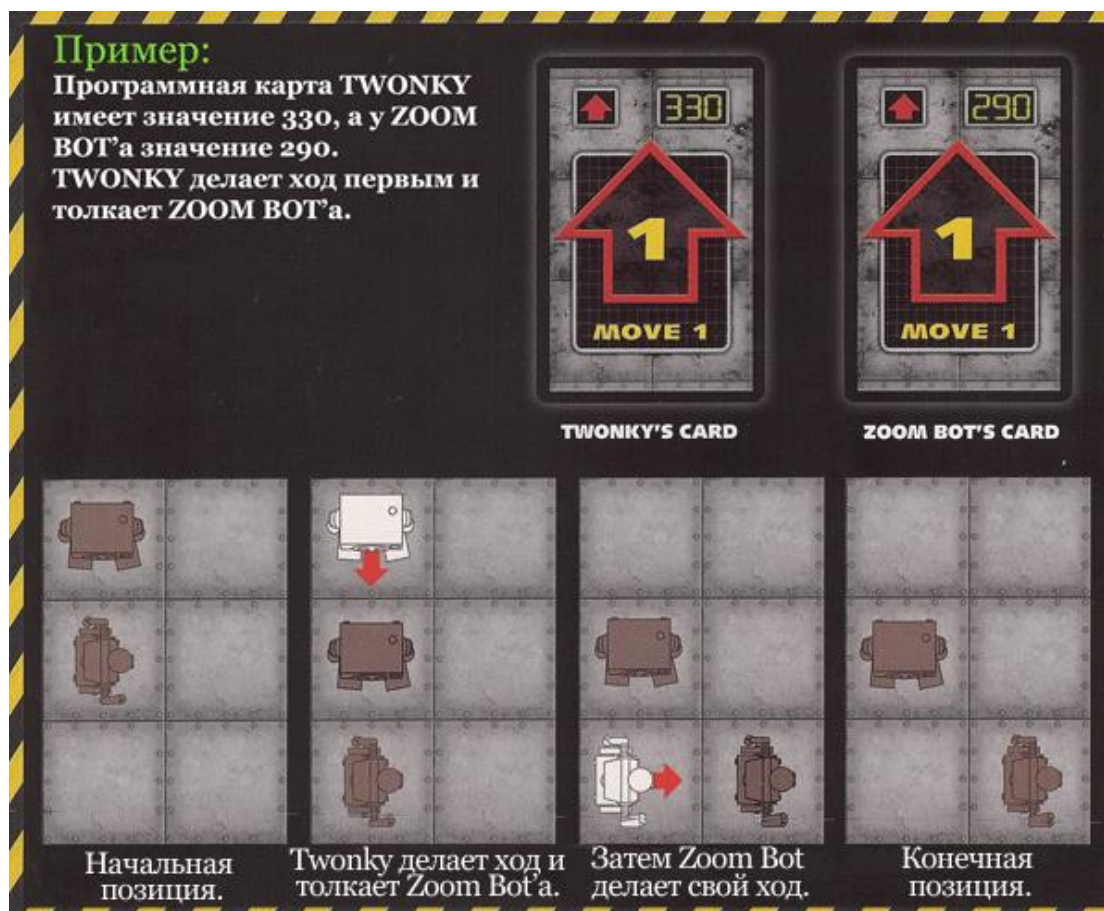 Пример:
Программная карта TWONKY
имеет значение 330, а у ZOOM
BOT’а значение 290.
TWONKY делает ход первым и
толкает ZOOM BOT’а.
330
1
MOVE 1
TWONKY'S CARD
290
1
MOVE 1
ZOOM BOT'S CARD
Начальная
позиция.
Twonky делает ход и
толкает Zoom Bot’а.
Затем Zoom Bot
делает свой ход.
Конечная
позиция.